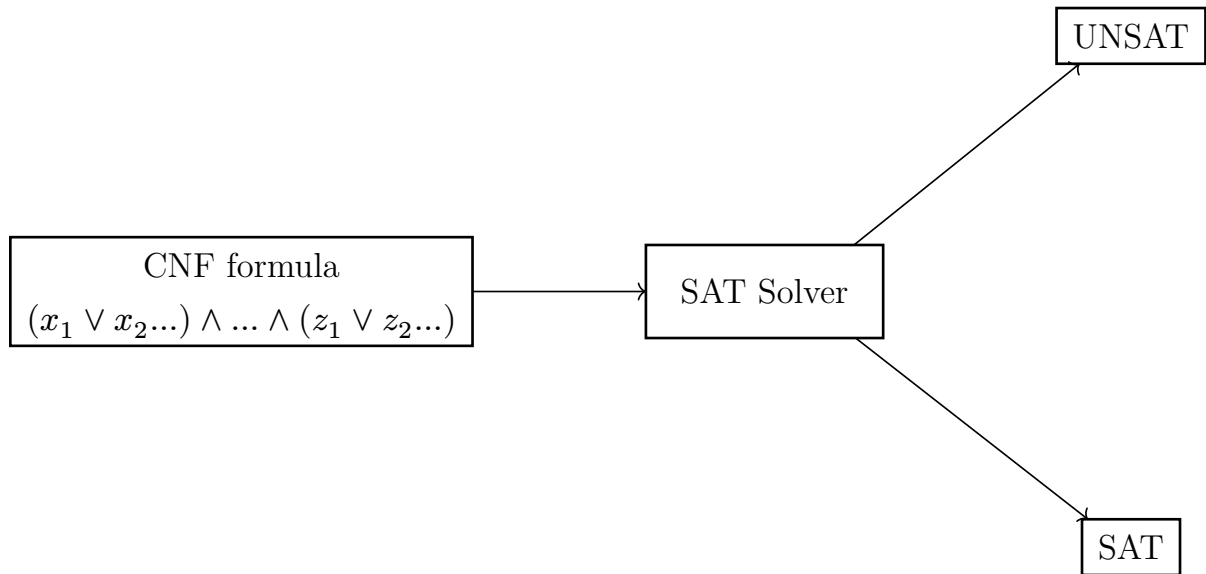 UNSAT
CNF formula
(x₁ ∨ x₂...) ∧ ... ∧ (z₁ ∨ z₂...)
SAT Solver
SAT